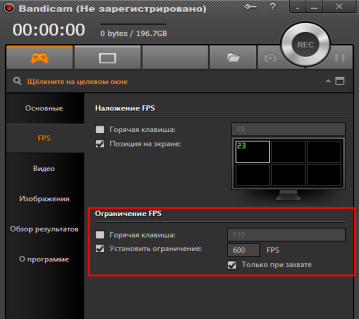 Bandicam (Не зарегистрировано)
00:00:00
0 bytes / 196.7GB
REC
Щёлкните на целевом окне
Основные
FPS
Видео
Изображения
Обзор результатов
О программе
Наложение FPS
Горячая клавиша:
F9
Позиция на экране:
23
Ограничение FPS
Горячая клавиша:
F10
Установить ограничение:
600
FPS
Только при захвате